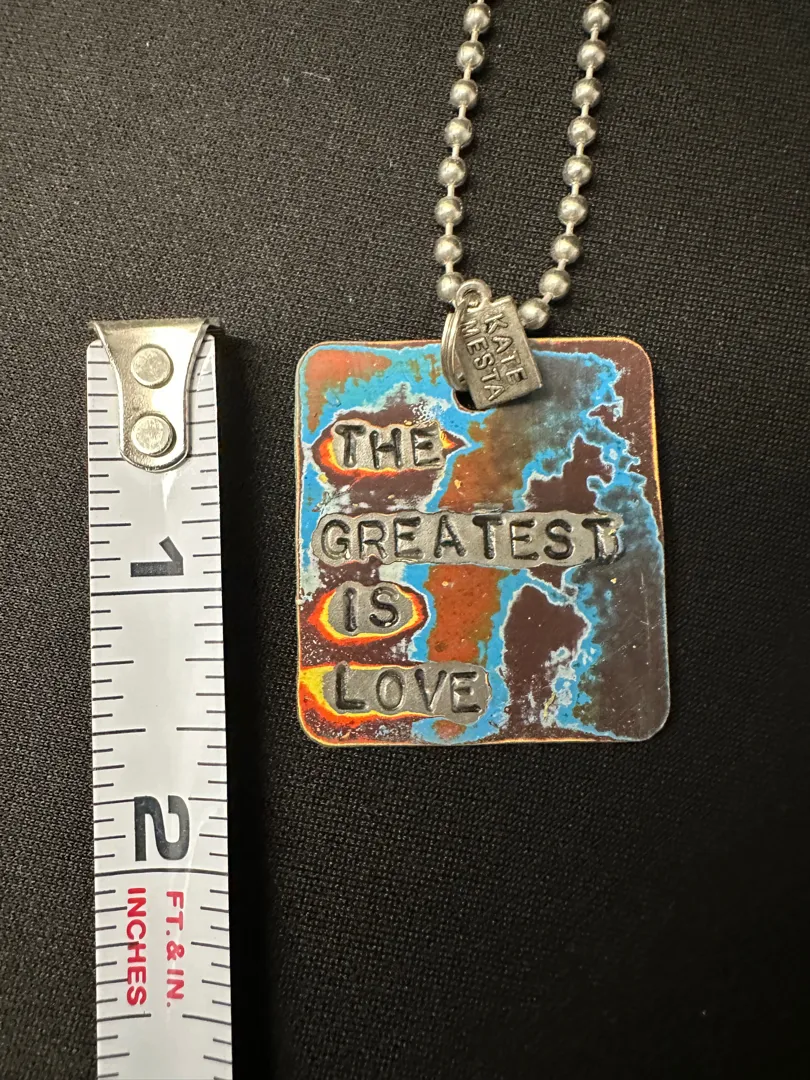 KATE
MESTA
THE
GREATEST
IS
LOVE
1
2
FT. & IN.
INCHES